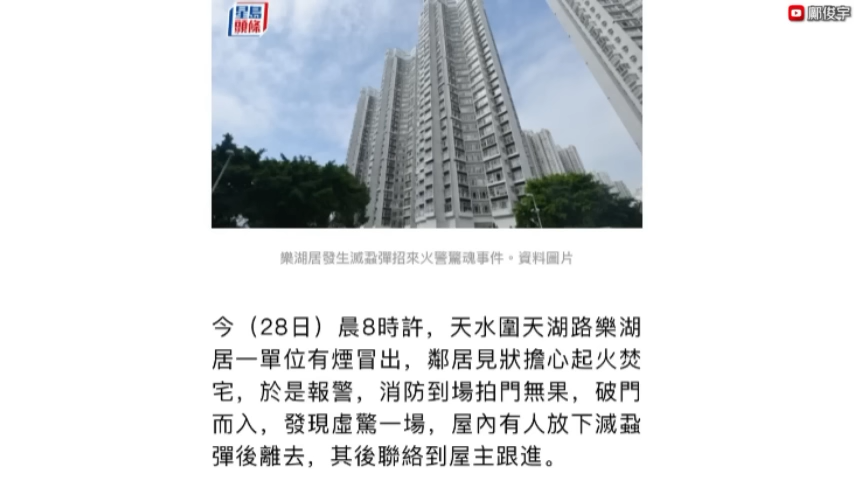 星島
頭條
鄺俊宇
樂湖居發生滅蝨彈招來火警驚魂事件。資料圖片
今（28日）晨8時許，天水圍天湖路樂湖
居一單位有煙冒出，鄰居見狀擔心起火焚
宅，於是報警，消防到場拍門無果，破門
而入，發現虛驚一場，屋內有人放下滅蝨
彈後離去，其後聯絡到屋主跟進。